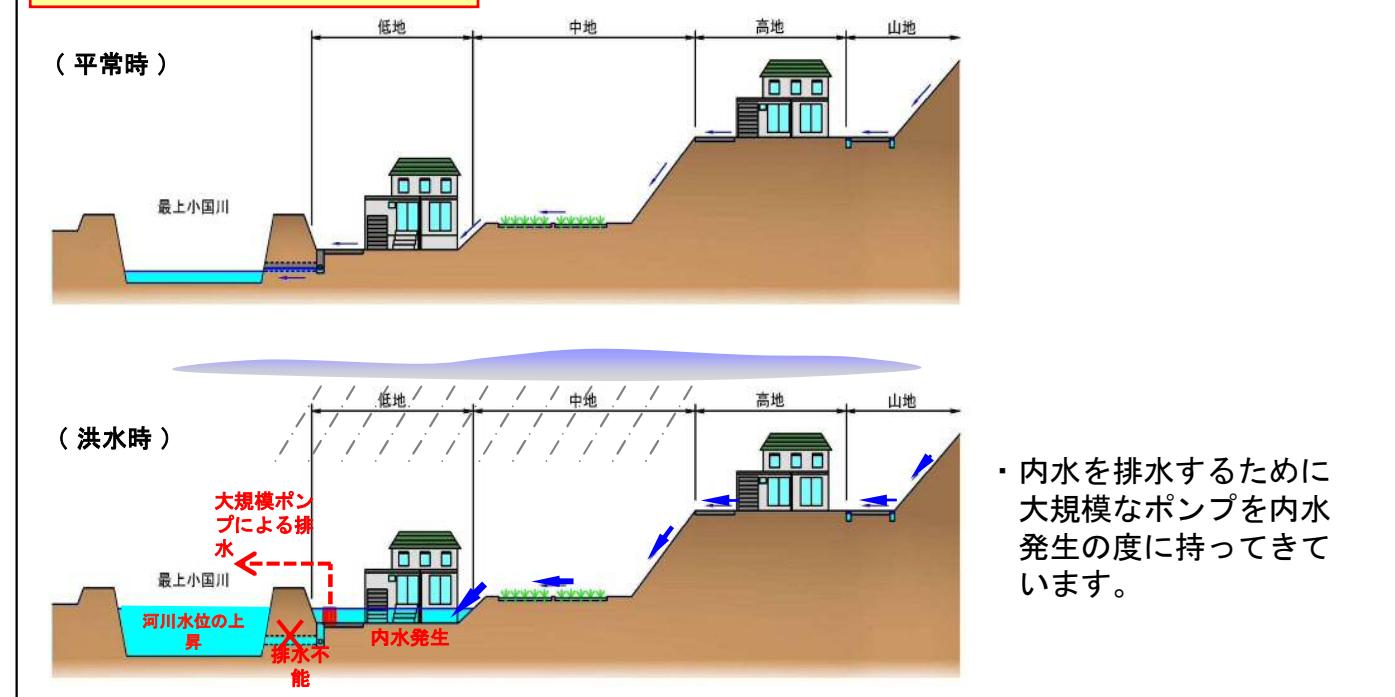 低地 中地 高地 山地
（ 平常時 ）
最上小国川
低地 中地 高地 山地
（ 洪水時 ）
大規模ポン
プによる排
水
最上小国川
河川水位の上
昇
排水不
能
内水発生
・内水を排水するために
大規模なポンプを内水
発生の度に持ってきて
います。